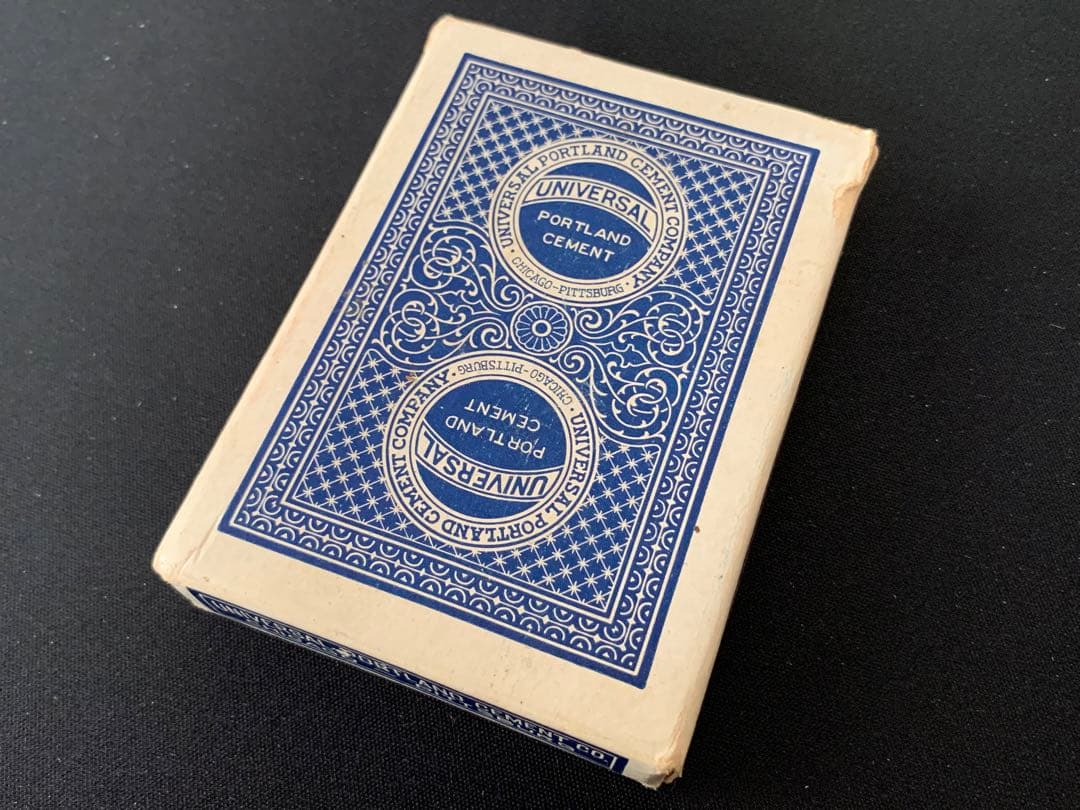 UNIVERSAL PORTLAND CEMENT COMPANY
UNIVERSAL
PORTLAND
CEMENT
· CHICAGO-PITTSBURG ·
· CHICAGO-PITTSBURG ·
PORTLAND
CEMENT
UNIVERSAL
UNIVERSAL PORTLAND CEMENT COMPANY
PORTLAND CEMENT CO.